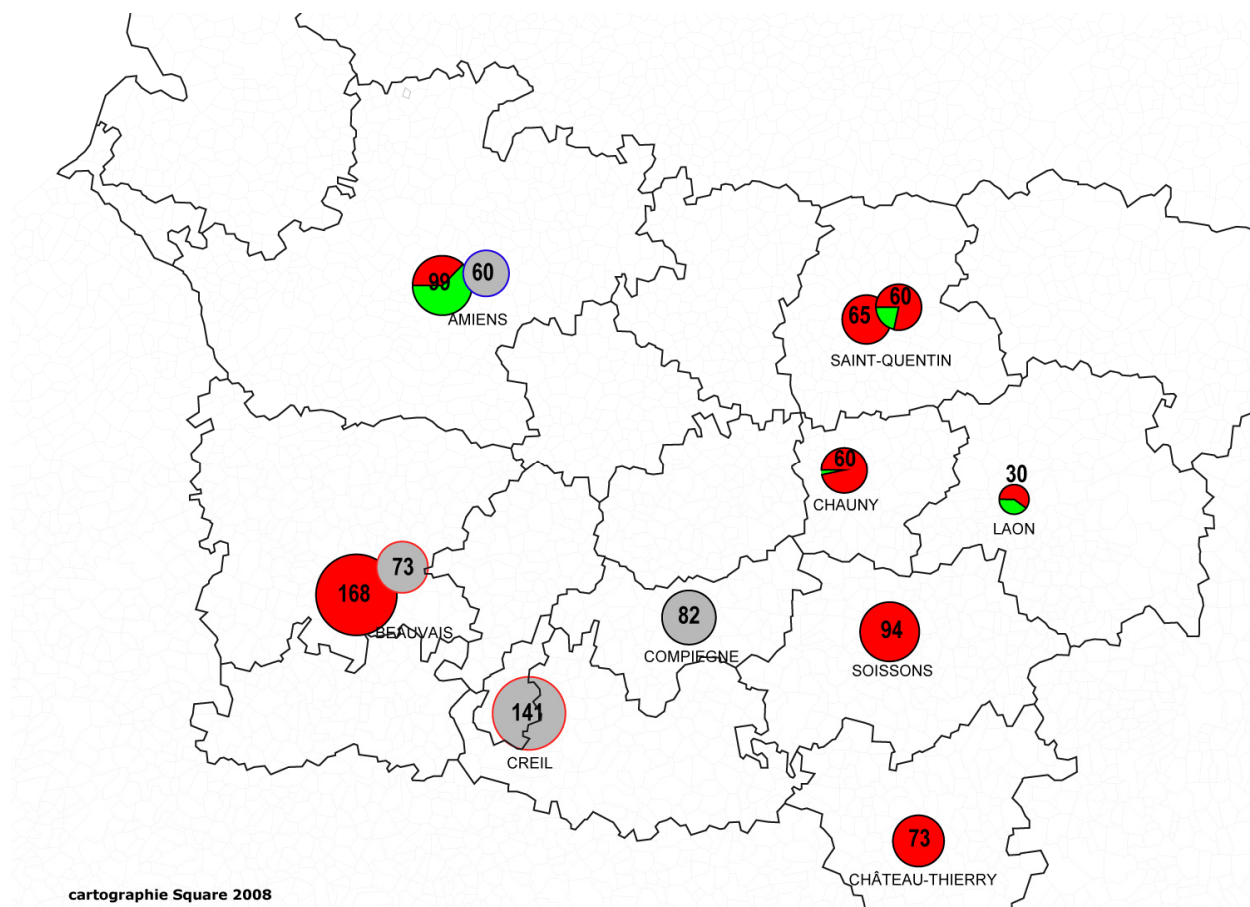 99
60
AMIENS
65
60
SAINT-QUENTIN
60
CHAUNY
30
LAON
168
73
BEAUVAIS
82
COMPIEGNE
94
SOISSONS
141
CREIL
73
CHÂTEAU-THIERRY
cartographie Square 2008